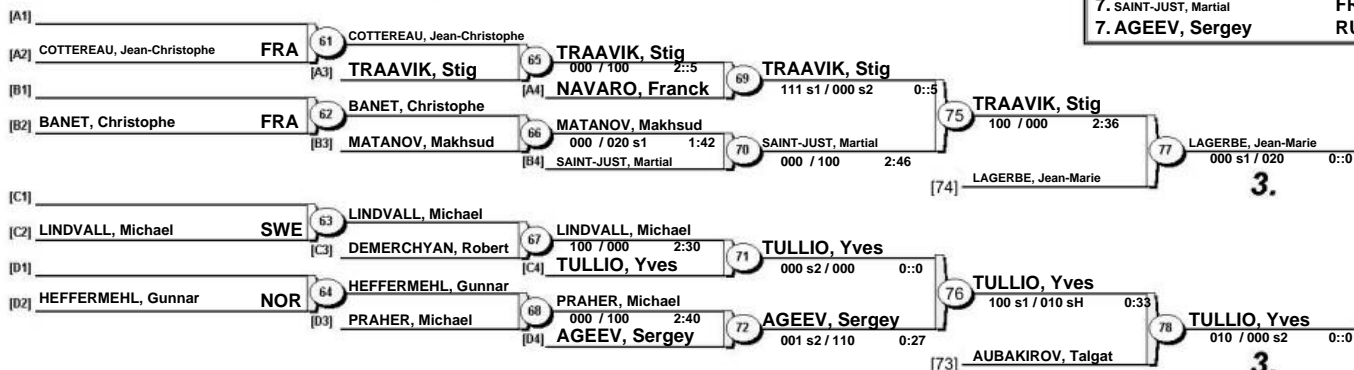 7. SAINT-JUST, Martial FR
7. AGEEV, Sergey RU
[A1]
[A2] COTTEREAU, Jean-Christophe FRA
61
COTTEREAU, Jean-Christophe
[A3] TRAAVIK, Stig
65
TRAAVIK, Stig
000 / 100 2::5
[A4] NAVARO, Franck
69
TRAAVIK, Stig
111 s1 / 000 s2 0::5
[B1]
[B2] BANET, Christophe FRA
62
BANET, Christophe
[B3] MATANOV, Makhsud
66
MATANOV, Makhsud
000 / 020 s1 1:42
[B4] SAINT-JUST, Martial
70
SAINT-JUST, Martial
000 / 100 2:46
75
TRAAVIK, Stig
100 / 000 2:36
[74] LAGERBE, Jean-Marie
77
LAGERBE, Jean-Marie
000 s1 / 020 0::0
3.
[C1]
[C2] LINDVALL, Michael SWE
63
LINDVALL, Michael
[C3] DEMERCHYAN, Robert
67
LINDVALL, Michael
100 / 000 2:30
[C4] TULLIO, Yves
71
TULLIO, Yves
000 s2 / 000 0::0
[D1]
[D2] HEFFERMEHL, Gunnar NOR
64
HEFFERMEHL, Gunnar
[D3] PRAHER, Michael
68
PRAHER, Michael
000 / 100 2:40
[D4] AGEEV, Sergey
72
AGEEV, Sergey
001 s2 / 110 0:27
76
TULLIO, Yves
100 s1 / 010 sH 0:33
[73] AUBAKIROV, Talgat
78
TULLIO, Yves
010 / 000 s2 0::0
3.